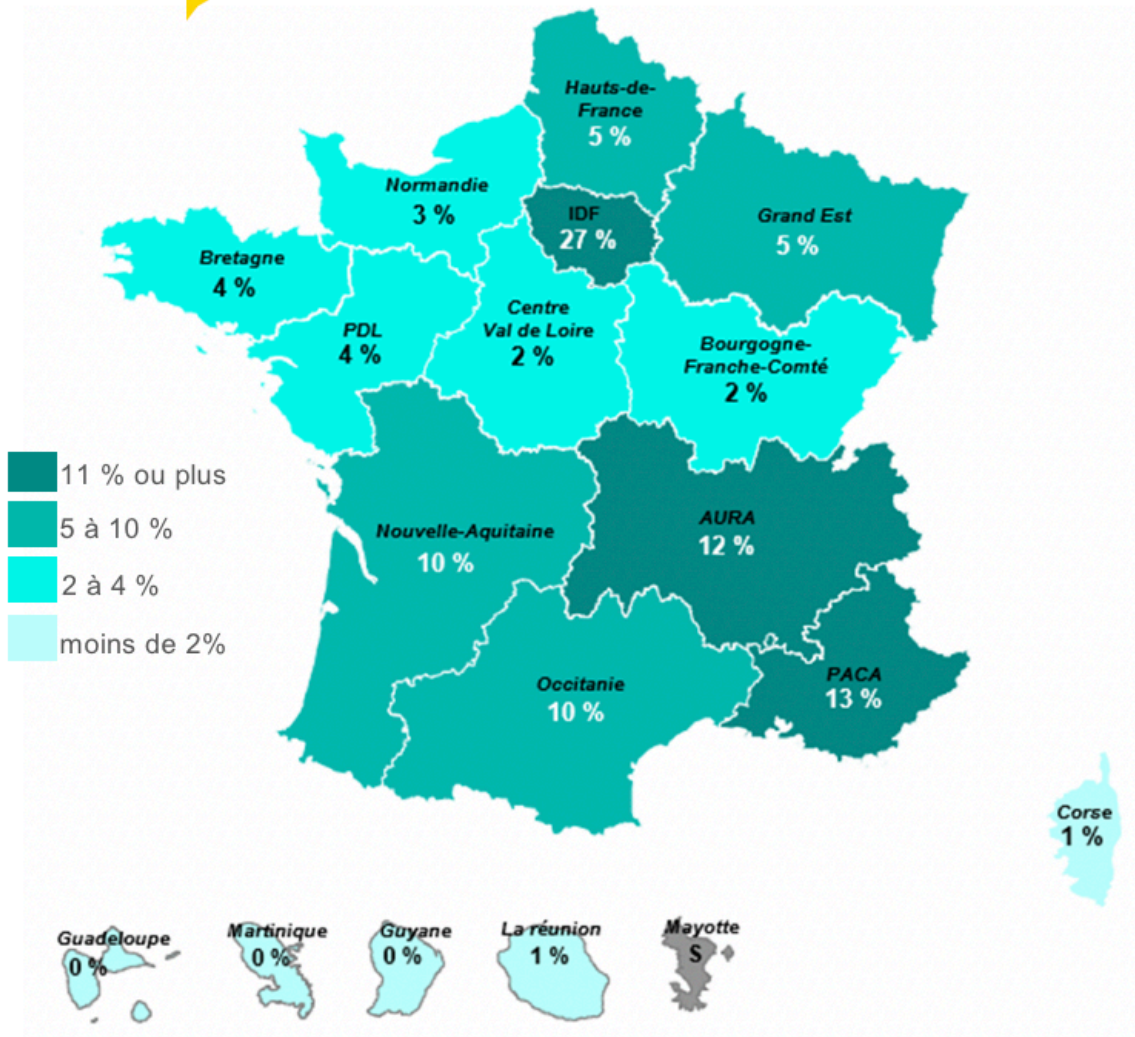 Hauts-de-
France
5 %
Normandie
3 %
IDF
27 %
Grand Est
5 %
Bretagne
4 %
PDL
4 %
Centre
Val de Loire
2 %
Bourgogne-
Franche-Comté
2 %
11 % ou plus
5 à 10 %
2 à 4 %
moins de 2%
Nouvelle-Aquitaine
10 %
AURA
12 %
Occitanie
10 %
PACA
13 %
Corse
1 %
Guadeloupe
0 %
Martinique
0 %
Guyane
0 %
La réunion
1 %
Mayotte
S